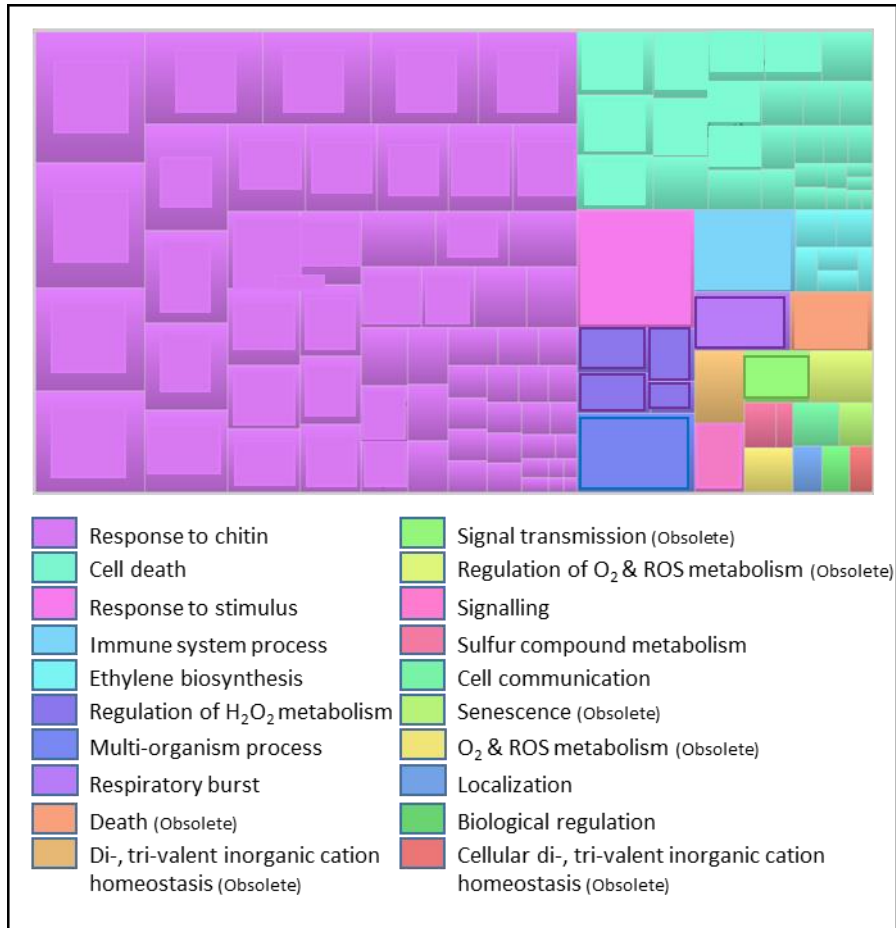 Response to chitin
Cell death
Response to stimulus
Immune system process
Ethylene biosynthesis
Regulation of H₂O₂ metabolism
Multi-organism process
Respiratory burst
Death (Obsolete)
Di-, tri-valent inorganic cation
homeostasis (Obsolete)
Signal transmission (Obsolete)
Regulation of O₂ & ROS metabolism (Obsolete)
Signalling
Sulfur compound metabolism
Cell communication
Senescence (Obsolete)
O₂ & ROS metabolism (Obsolete)
Localization
Biological regulation
Cellular di-, tri-valent inorganic cation
homeostasis (Obsolete)